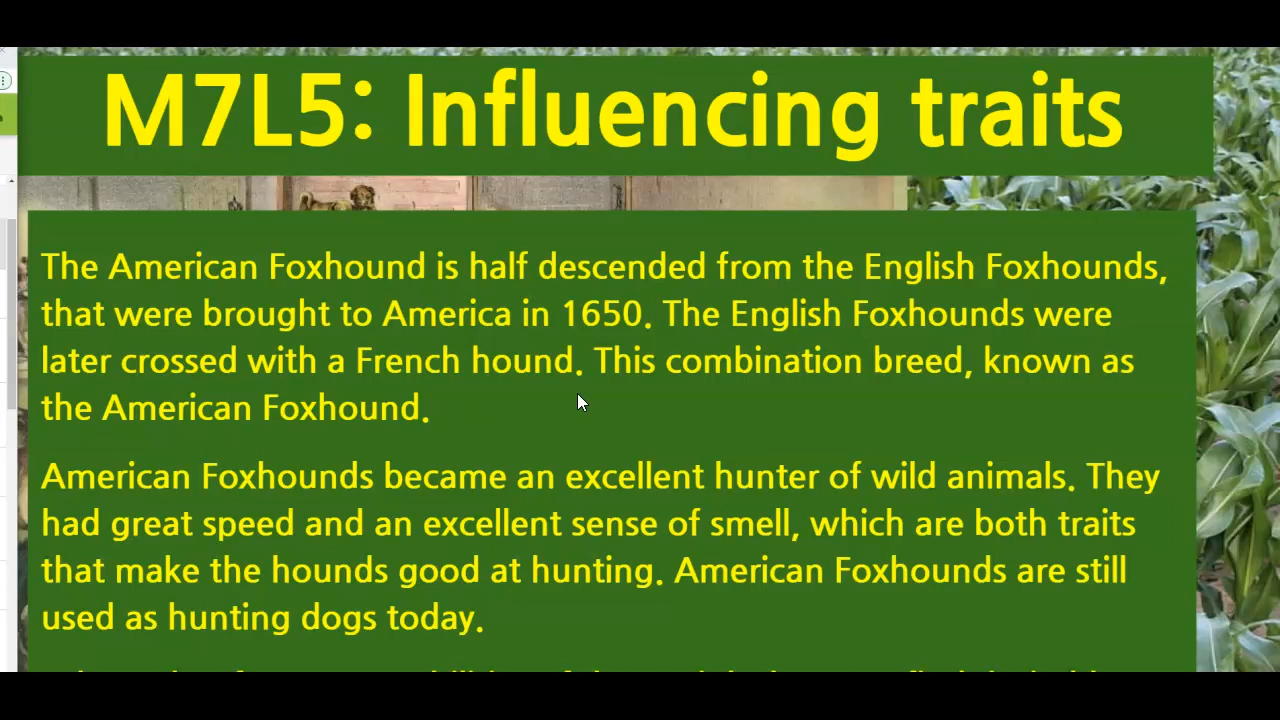 M7L5: Influencing traits
The American Foxhound is half descended from the English Foxhounds,
that were brought to America in 1650. The English Foxhounds were
later crossed with a French hound. This combination breed, known as
the American Foxhound.
American Foxhounds became an excellent hunter of wild animals. They
had great speed and an excellent sense of smell, which are both traits
that make the hounds good at hunting. American Foxhounds are still
used as hunting dogs today.